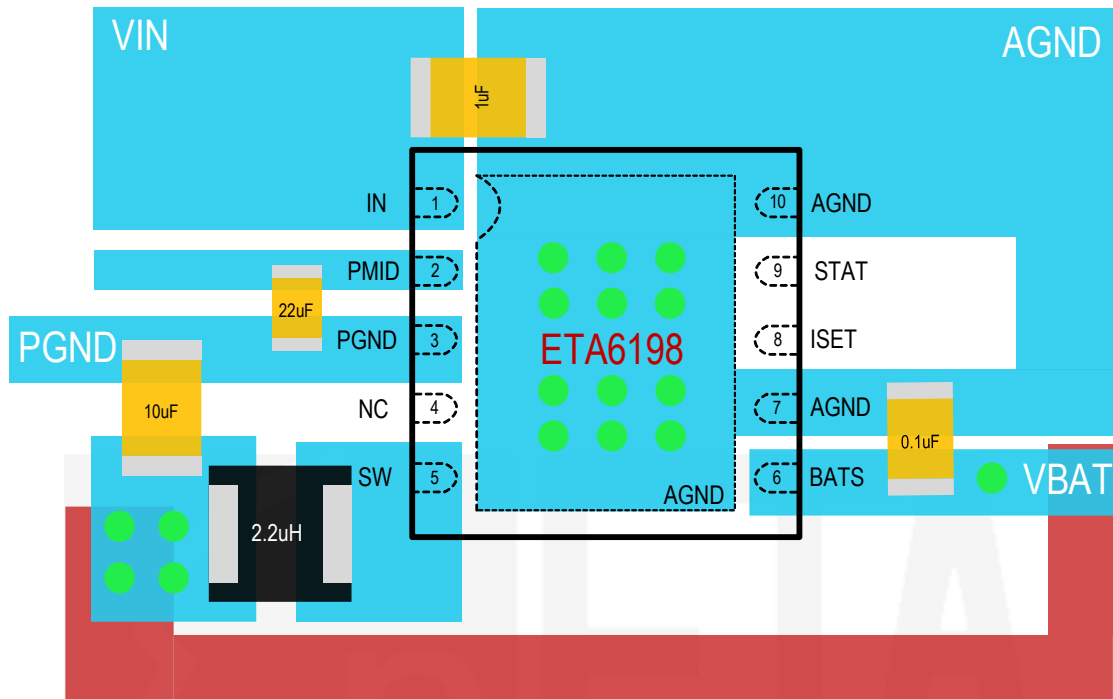 VIN
AGND
1uF
IN
1
10
AGND
PMID
2
9
STAT
22uF
PGND
PGND
3
ETA6198
8
ISET
10uF
NC
4
7
AGND
0.1uF
SW
5
6
BATS
VBAT
AGND
2.2uH